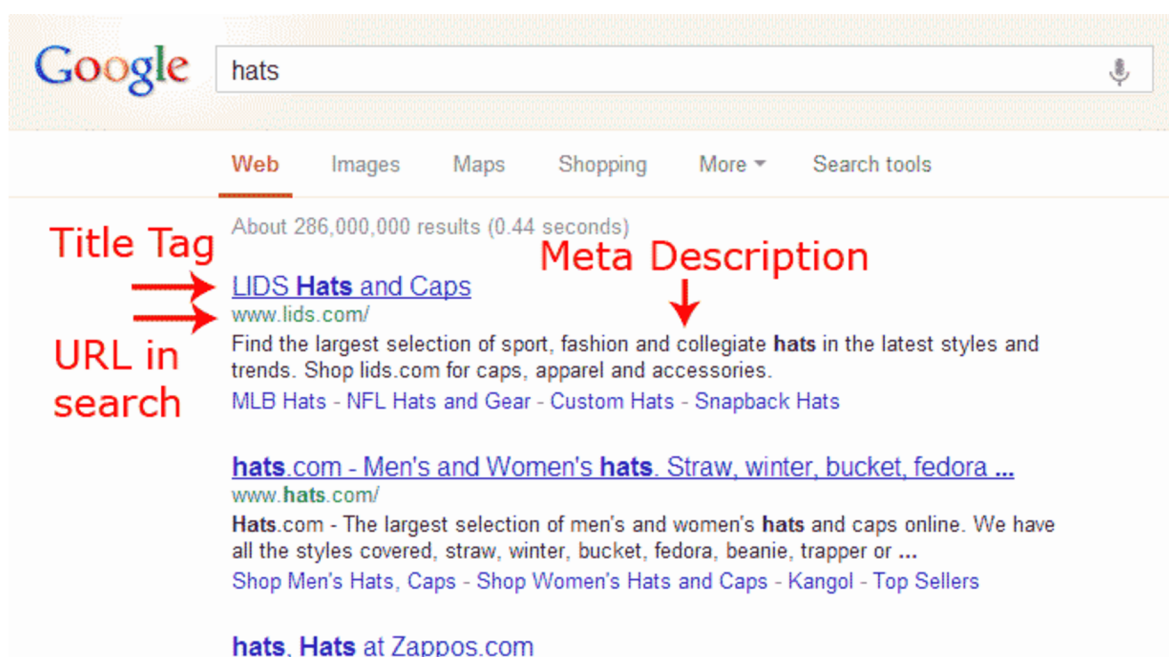 Google hats
Web Images Maps Shopping More Search tools
About 286,000,000 results (0.44 seconds)
Title Tag
Meta Description
LIDS Hats and Caps
www.lids.com/
URL in
search
Find the largest selection of sport, fashion and collegiate hats in the latest styles and
trends. Shop lids.com for caps, apparel and accessories.
MLB Hats - NFL Hats and Gear - Custom Hats - Snapback Hats
hats.com - Men's and Women's hats. Straw, winter, bucket, fedora ...
www.hats.com/
Hats.com - The largest selection of men's and women's hats and caps online. We have
all the styles covered, straw, winter, bucket, fedora, beanie, trapper or ...
Shop Men's Hats, Caps - Shop Women's Hats and Caps - Kangol - Top Sellers
hats, Hats at Zappos.com